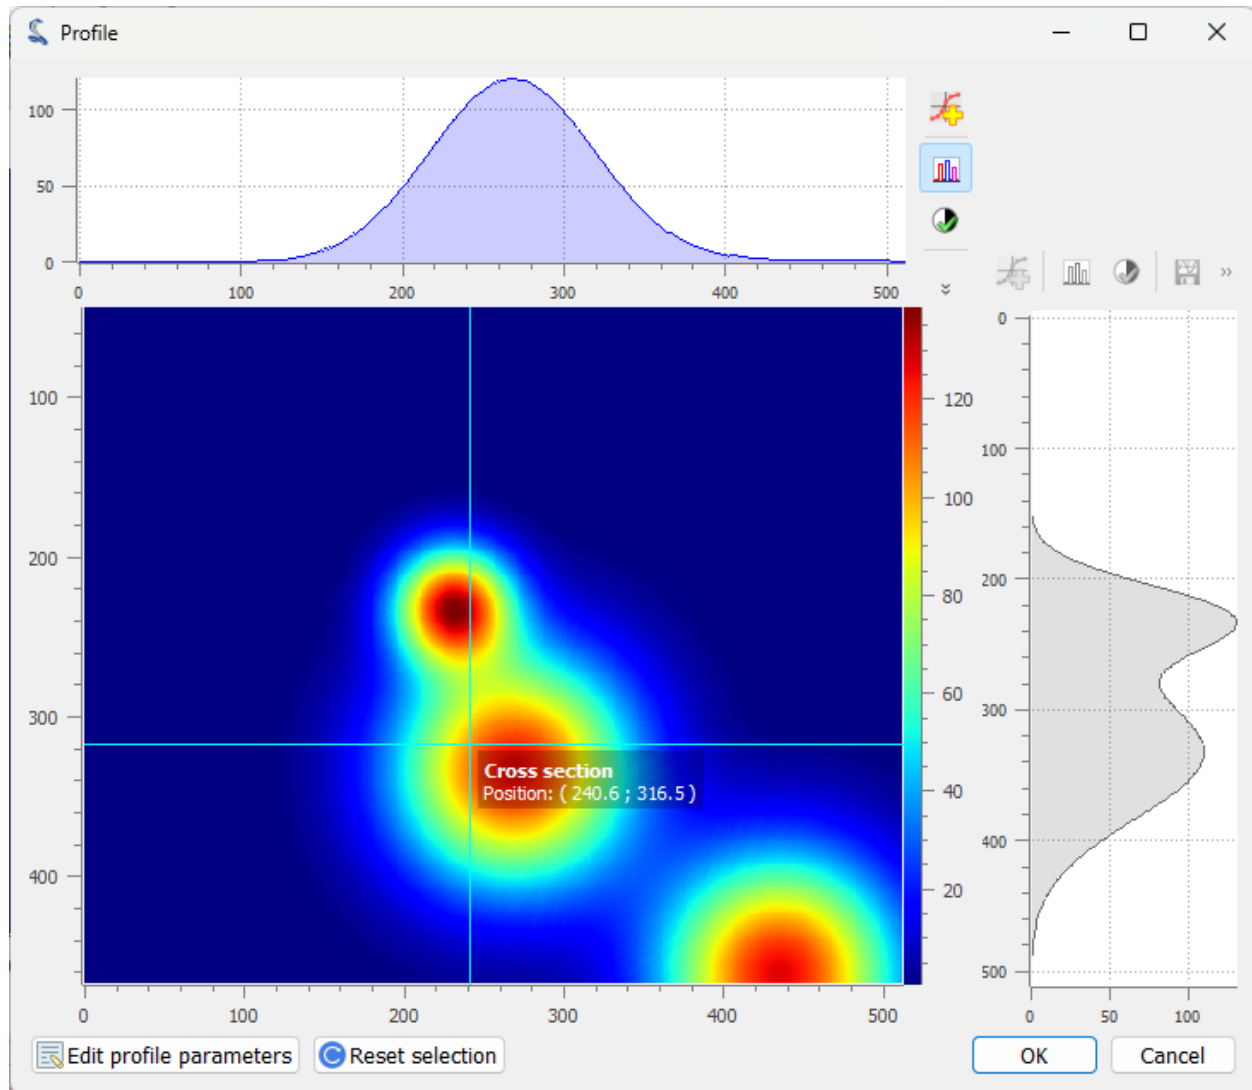 Profile
100
50
0
0 100 200 300 400 500
»
»
100
200
300
400
0 100 200 300 400 500
120
100
80
60
40
20
0
100
200
300
400
500
0 50 100
Cross section
Position: ( 240.6 ; 316.5 )
Edit profile parameters
Reset selection
OK
Cancel